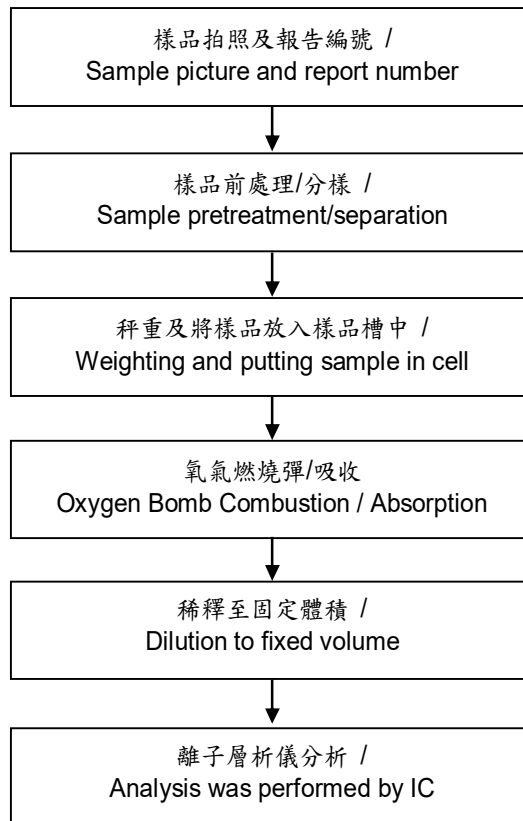 樣品拍照及報告編號 /
Sample picture and report number
樣品前處理/分樣 /
Sample pretreatment/separation
秤重及將樣品放入樣品槽中 /
Weighting and putting sample in cell
氧氣燃燒彈/吸收
Oxygen Bomb Combustion / Absorption
稀釋至固定體積 /
Dilution to fixed volume
離子層析儀分析 /
Analysis was performed by IC